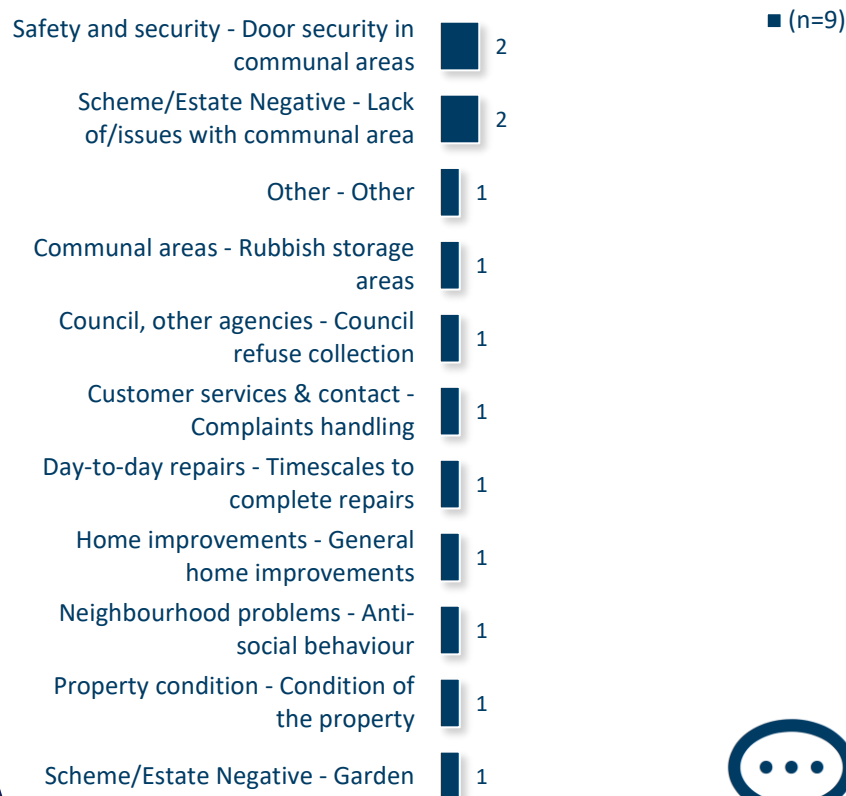 ■ (n=9)
Safety and security - Door security in
communal areas
2
Scheme/Estate Negative - Lack
of/issues with communal area
2
Other - Other
1
Communal areas - Rubbish storage
areas
1
Council, other agencies - Council
refuse collection
1
Customer services & contact -
Complaints handling
1
Day-to-day repairs - Timescales to
complete repairs
1
Home improvements - General
home improvements
1
Neighbourhood problems - Anti-
social behaviour
1
Property condition - Condition of
the property
1
Scheme/Estate Negative - Garden
1